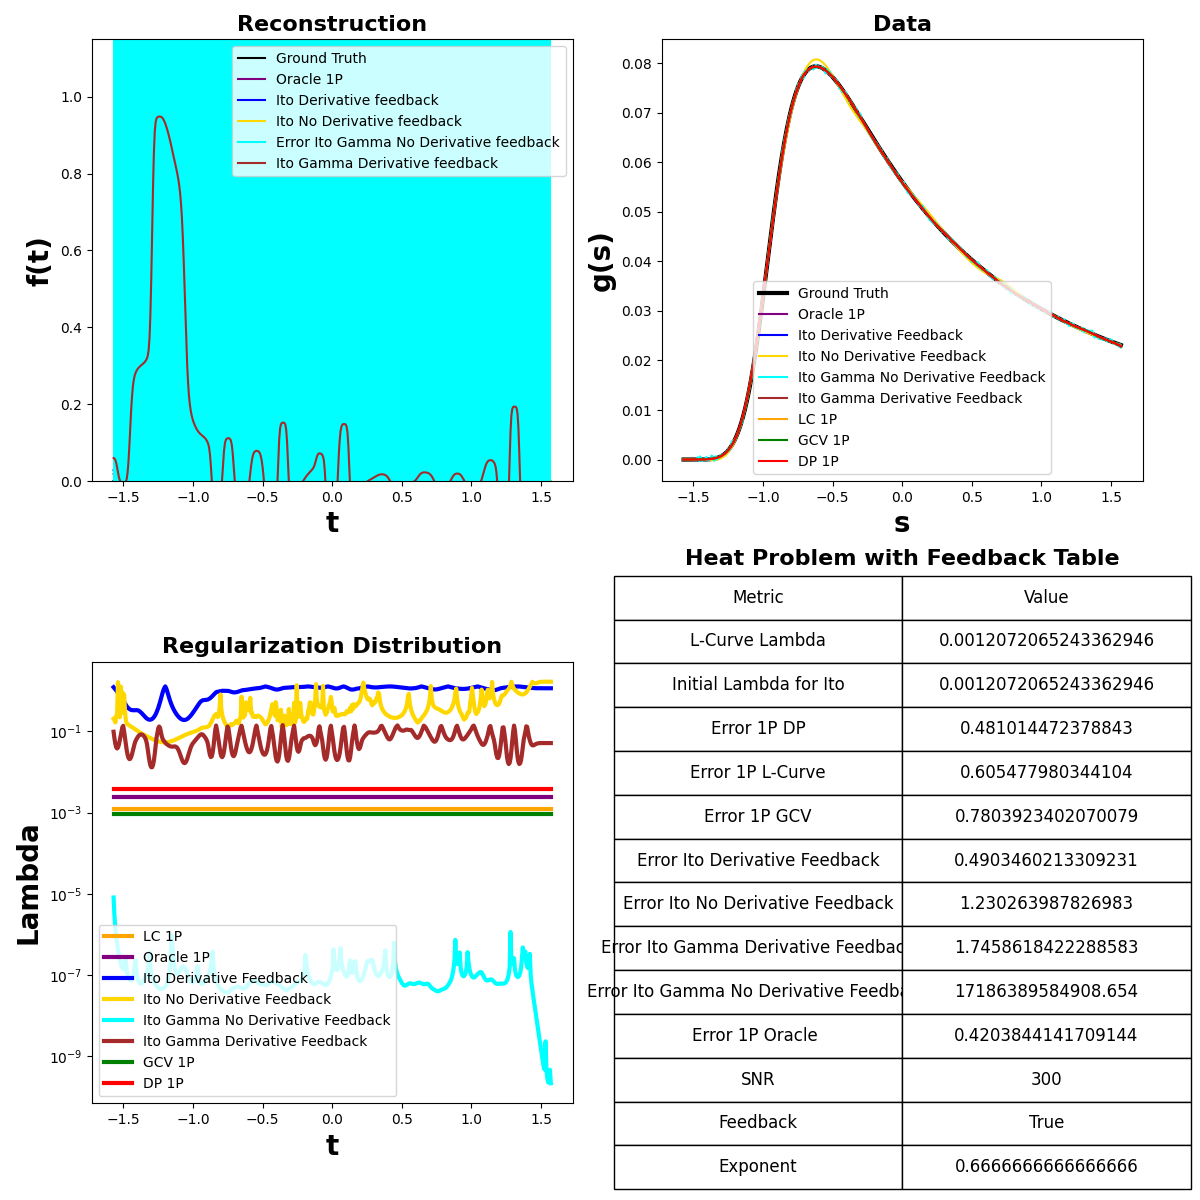 Reconstruction
f(t)
1.0
0.8
0.6
0.4
0.2
0.0
Ground Truth
Oracle 1P
Ito Derivative feedback
Ito No Derivative feedback
Error Ito Gamma No Derivative feedback
Ito Gamma Derivative feedback
−1.5 −1.0 −0.5 0.0 0.5 1.0 1.5
t
Data
g(s)
0.08
0.07
0.06
0.05
0.04
0.03
0.02
0.01
0.00
Ground Truth
Oracle 1P
Ito Derivative Feedback
Ito No Derivative Feedback
Ito Gamma No Derivative Feedback
Ito Gamma Derivative Feedback
LC 1P
GCV 1P
DP 1P
−1.5 −1.0 −0.5 0.0 0.5 1.0 1.5
s
Regularization Distribution
Lambda
10⁻¹
10⁻³
10⁻⁵
10⁻⁷
10⁻⁹
LC 1P
Oracle 1P
Ito Derivative Feedback
Ito No Derivative Feedback
Ito Gamma No Derivative Feedback
Ito Gamma Derivative Feedback
GCV 1P
DP 1P
−1.5 −1.0 −0.5 0.0 0.5 1.0 1.5
t
Heat Problem with Feedback Table
Metric Value
L-Curve Lambda 0.0012072065243362946
Initial Lambda for Ito 0.0012072065243362946
Error 1P DP 0.481014472378843
Error 1P L-Curve 0.605477980344104
Error 1P GCV 0.7803923402070079
Error Ito Derivative Feedback 0.4903460213309231
Error Ito No Derivative Feedback 1.230263987826983
Error Ito Gamma Derivative Feedbac 1.7458618422288583
Error Ito Gamma No Derivative Feedba 17186389584908.654
Error 1P Oracle 0.4203844141709144
SNR 300
Feedback True
Exponent 0.6666666666666666